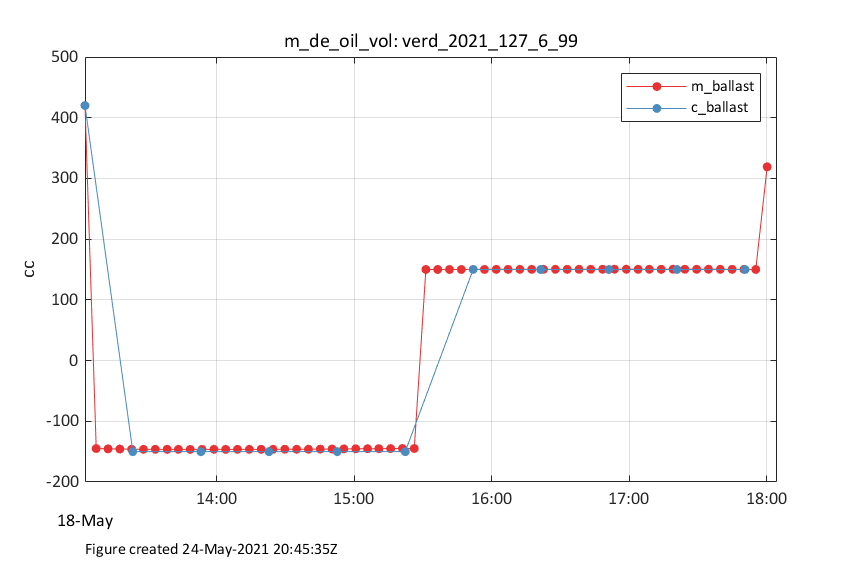 m_de_oil_vol: verd_2021_127_6_99
500
400
300
200
100
0
-100
-200
cc
m_ballast
c_ballast
14:00 15:00 16:00 17:00 18:00
18-May
Figure created 24-May-2021 20:45:35Z